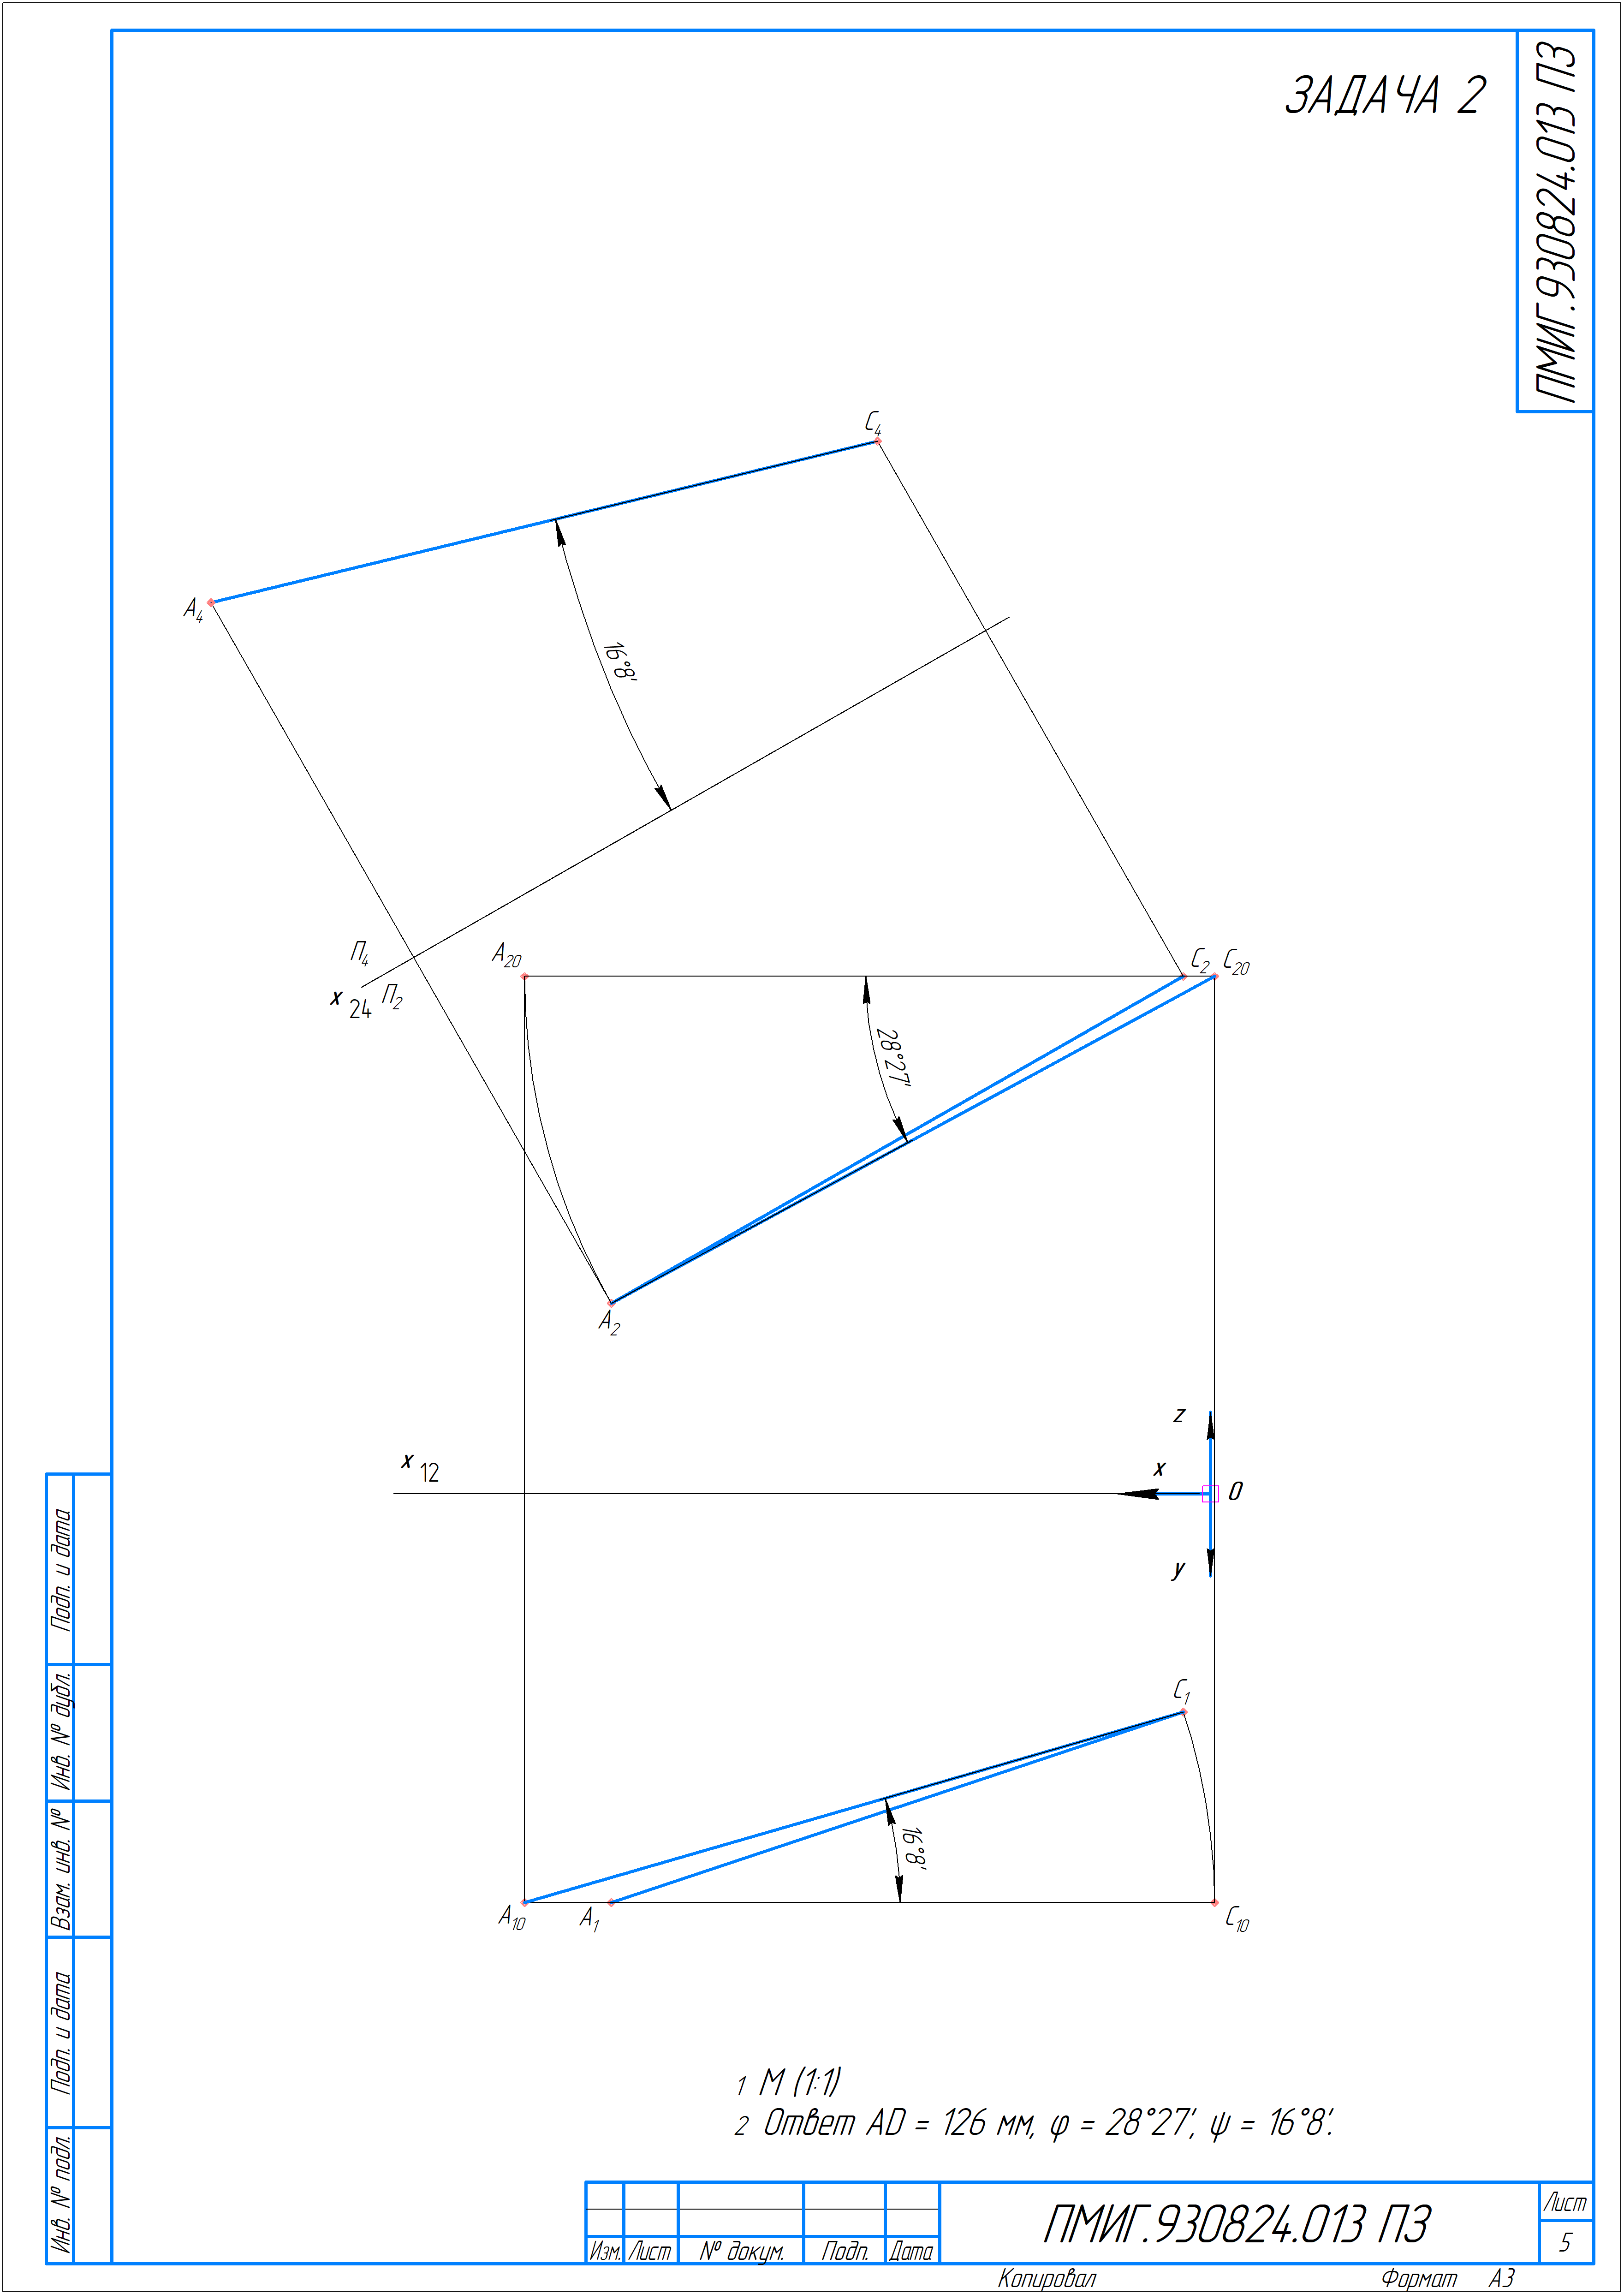 ЗАДАЧА 2
ПМИГ.930824.013 ПЗ
C4
A4
16°8'
П4
x 24 П2
A20
C2 C20
28°27'
A2
z
x 12
x
0
y
C1
16°8'
A10 A1
C10
1 М (1:1)
2 Ответ AD = 126 мм, φ = 28°27', ψ = 16°8'.
Подп. и дата
Инв. № дубл.
Взам. инв. №
Подп. и дата
Инв. № подл.
Изм. Лист № докум. Подп. Дата
ПМИГ.930824.013 ПЗ
Лист
5
Копировал
Формат А3